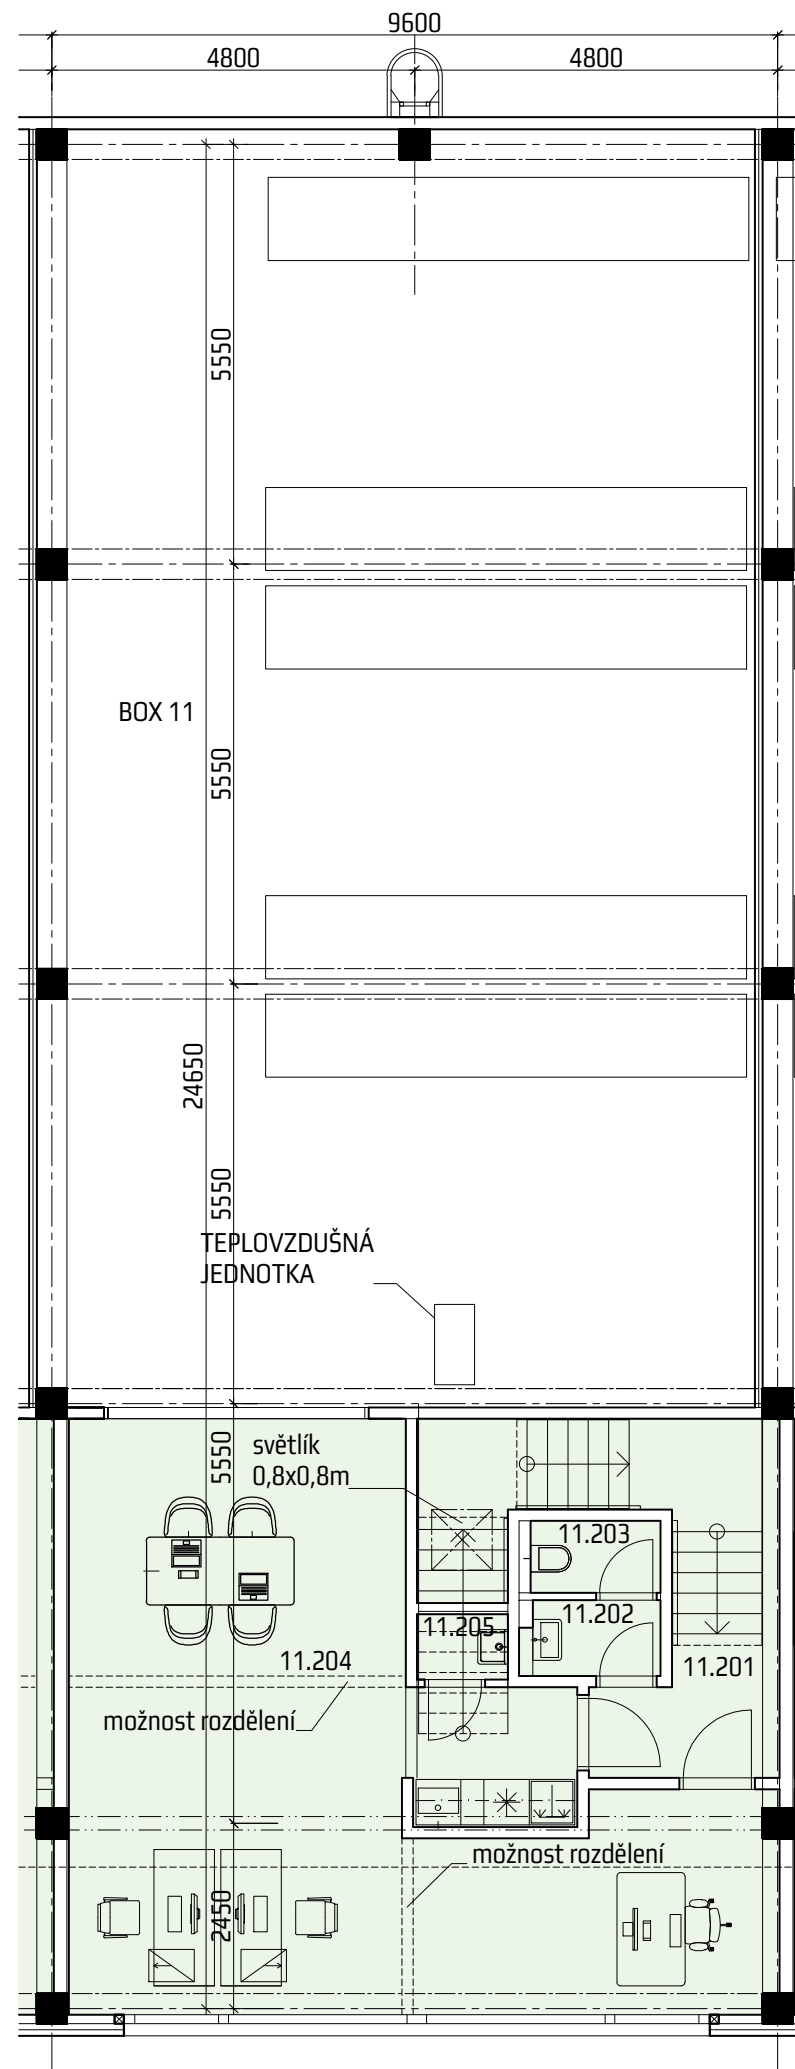 9600
4800
4800
5550
BOX 11
5550
24650
5550
TEPLOVZDUŠNÁ
JEDNOTKA
5550
světlík
0,8x0,8m
11.203
11.202
11.205
11.204
11.201
možnost rozdělení
možnost rozdělení
2450